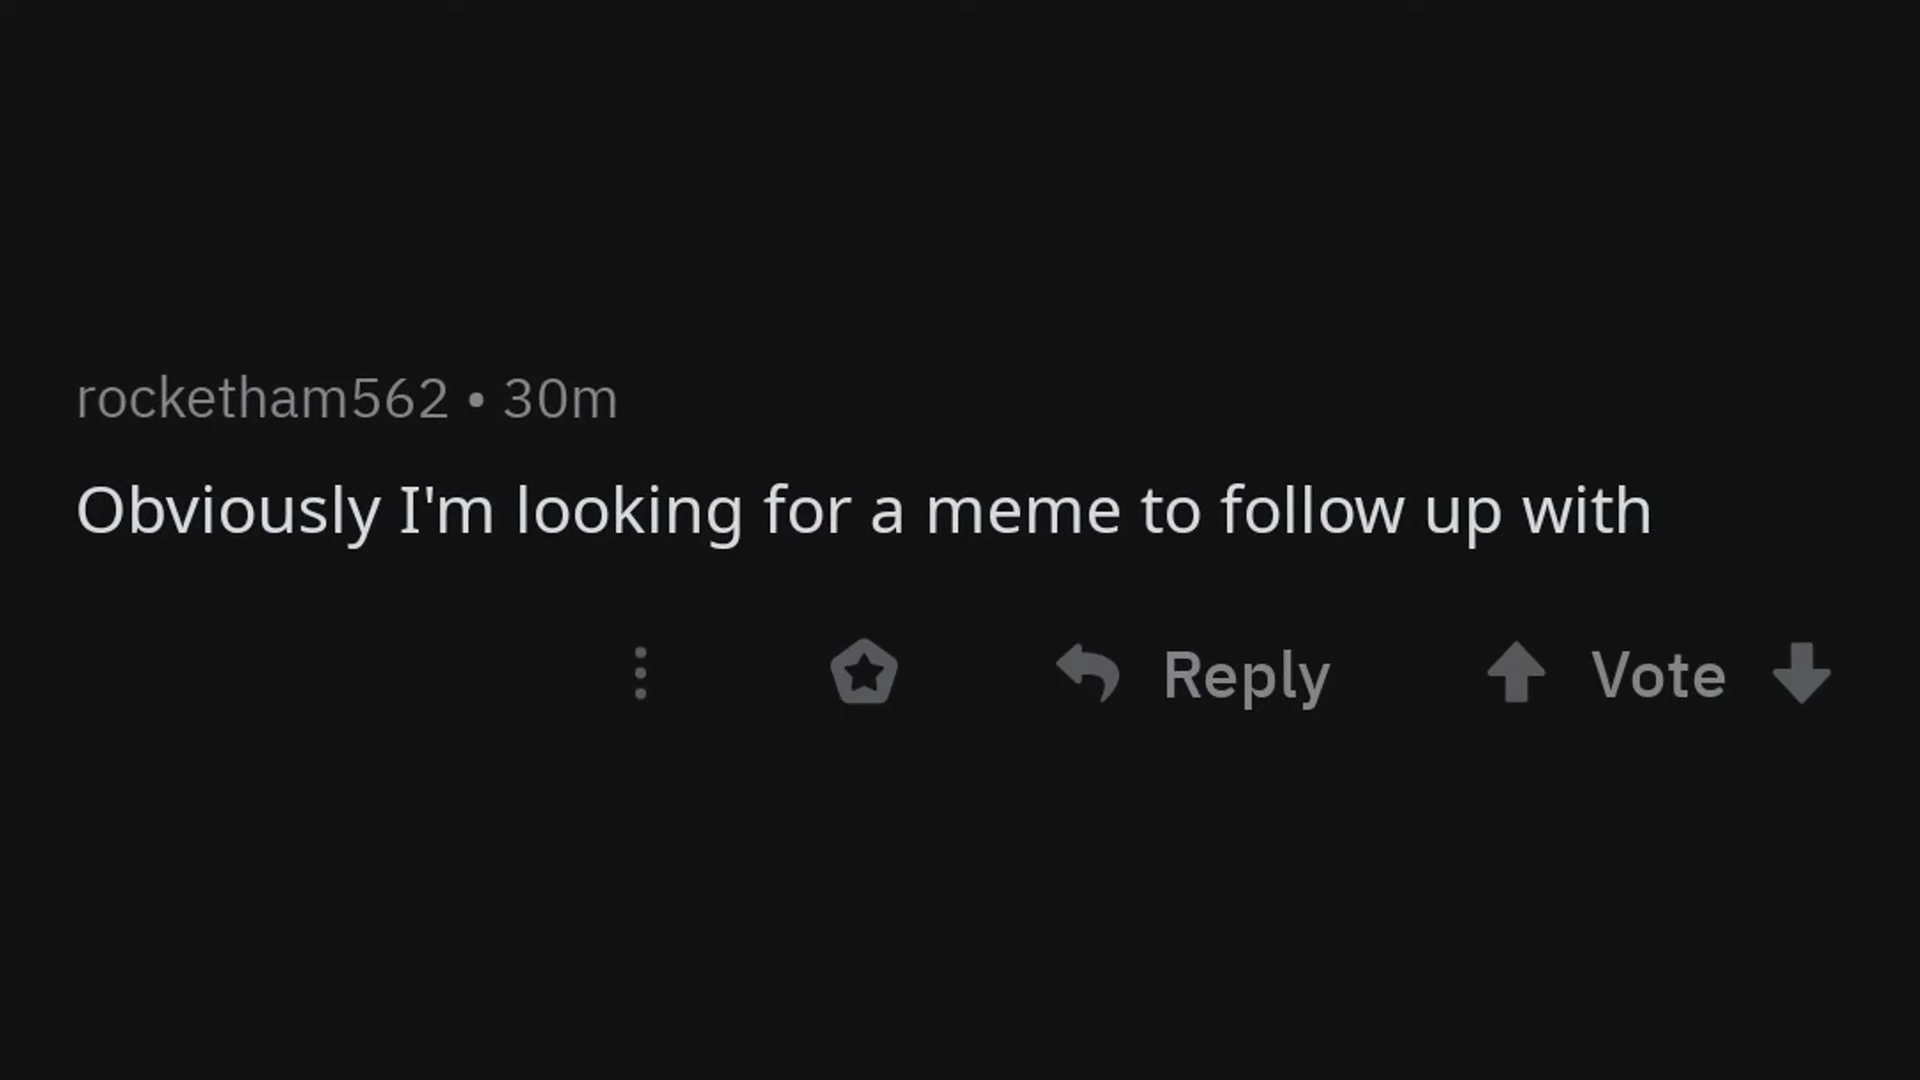 rocketham562 • 30m
Obviously I'm looking for a meme to follow up with
Reply Vote